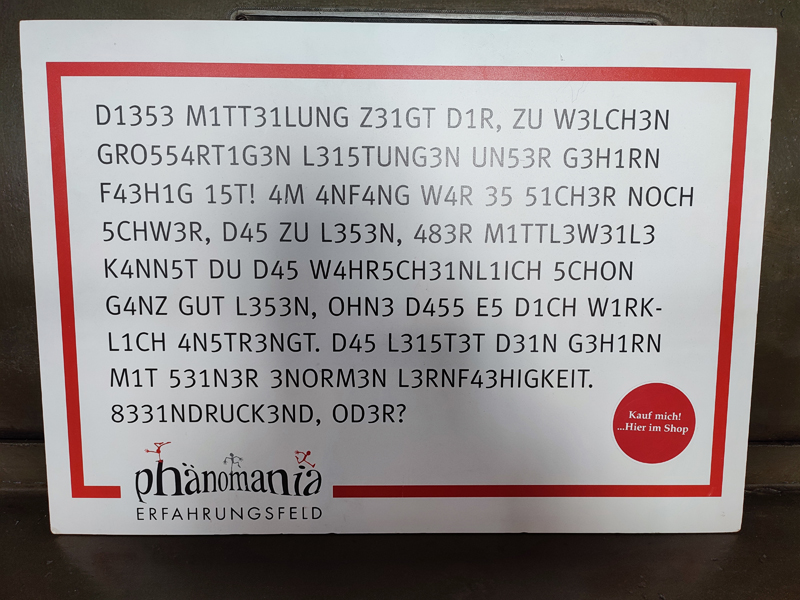 D1353 M1TT31LUNG Z31GT D1R, ZU W3LCH3N
GRO554RT1G3N L315TUNG3N UN53R G3H1RN
F43H1G 15T! 4M 4NF4NG W4R 35 51CH3R NOCH
5CHW3R, D45 ZU L353N, 483R M1TTL3W31L3
K4NN5T DU D45 W4HR5CH31NL1ICH 5CHON
G4NZ GUT L353N, OHN3 D455 E5 D1CH W1RK-
L1CH 4N5TR3NGT. D45 L315T3T D31N G3H1RN
M1T 531N3R 3NORM3N L3RNF43HIGKEIT.
8331NDRUCK3ND, OD3R?
Kauf mich!
...Hier im Shop
phänomania
ERFAHRUNGSFELD